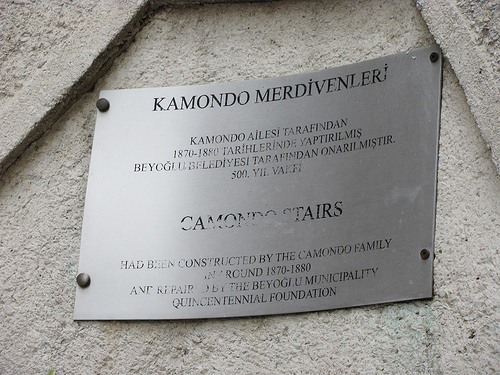 KAMONDO MERDİVENLERİ
KAMONDO AİLESİ TARAFINDAN
1870-1880 TARİHLERİNDE YAPTIRILMIŞ
BEYOĞLU BELEDİYESİ TARAFINDAN ONARILMIŞTIR.
500. YIL VAKFI
CAMONDO STAIRS
HAD BEEN CONSTRUCTED BY THE CAMONDO FAMILY
IN AROUND 1870-1880
AND REPAIRED BY THE BEYOĞLU MUNICIPALITY
QUINCENTENNIAL FOUNDATION